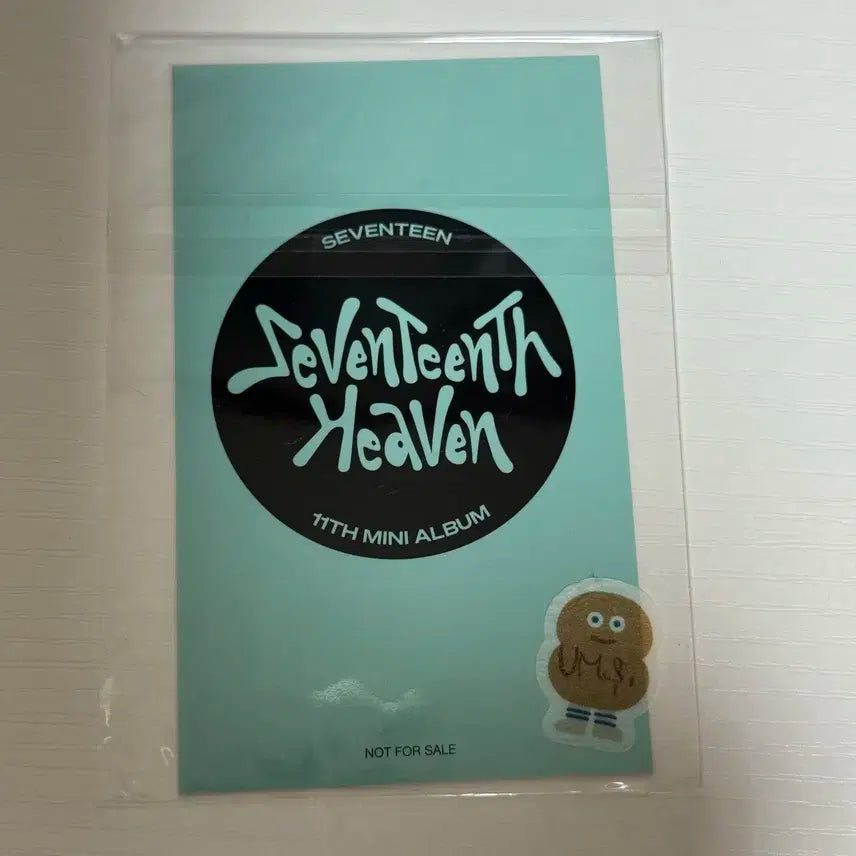 SEVENTEEN
SevenTeenTh
Heaven
11TH MINI ALBUM
NOT FOR SALE